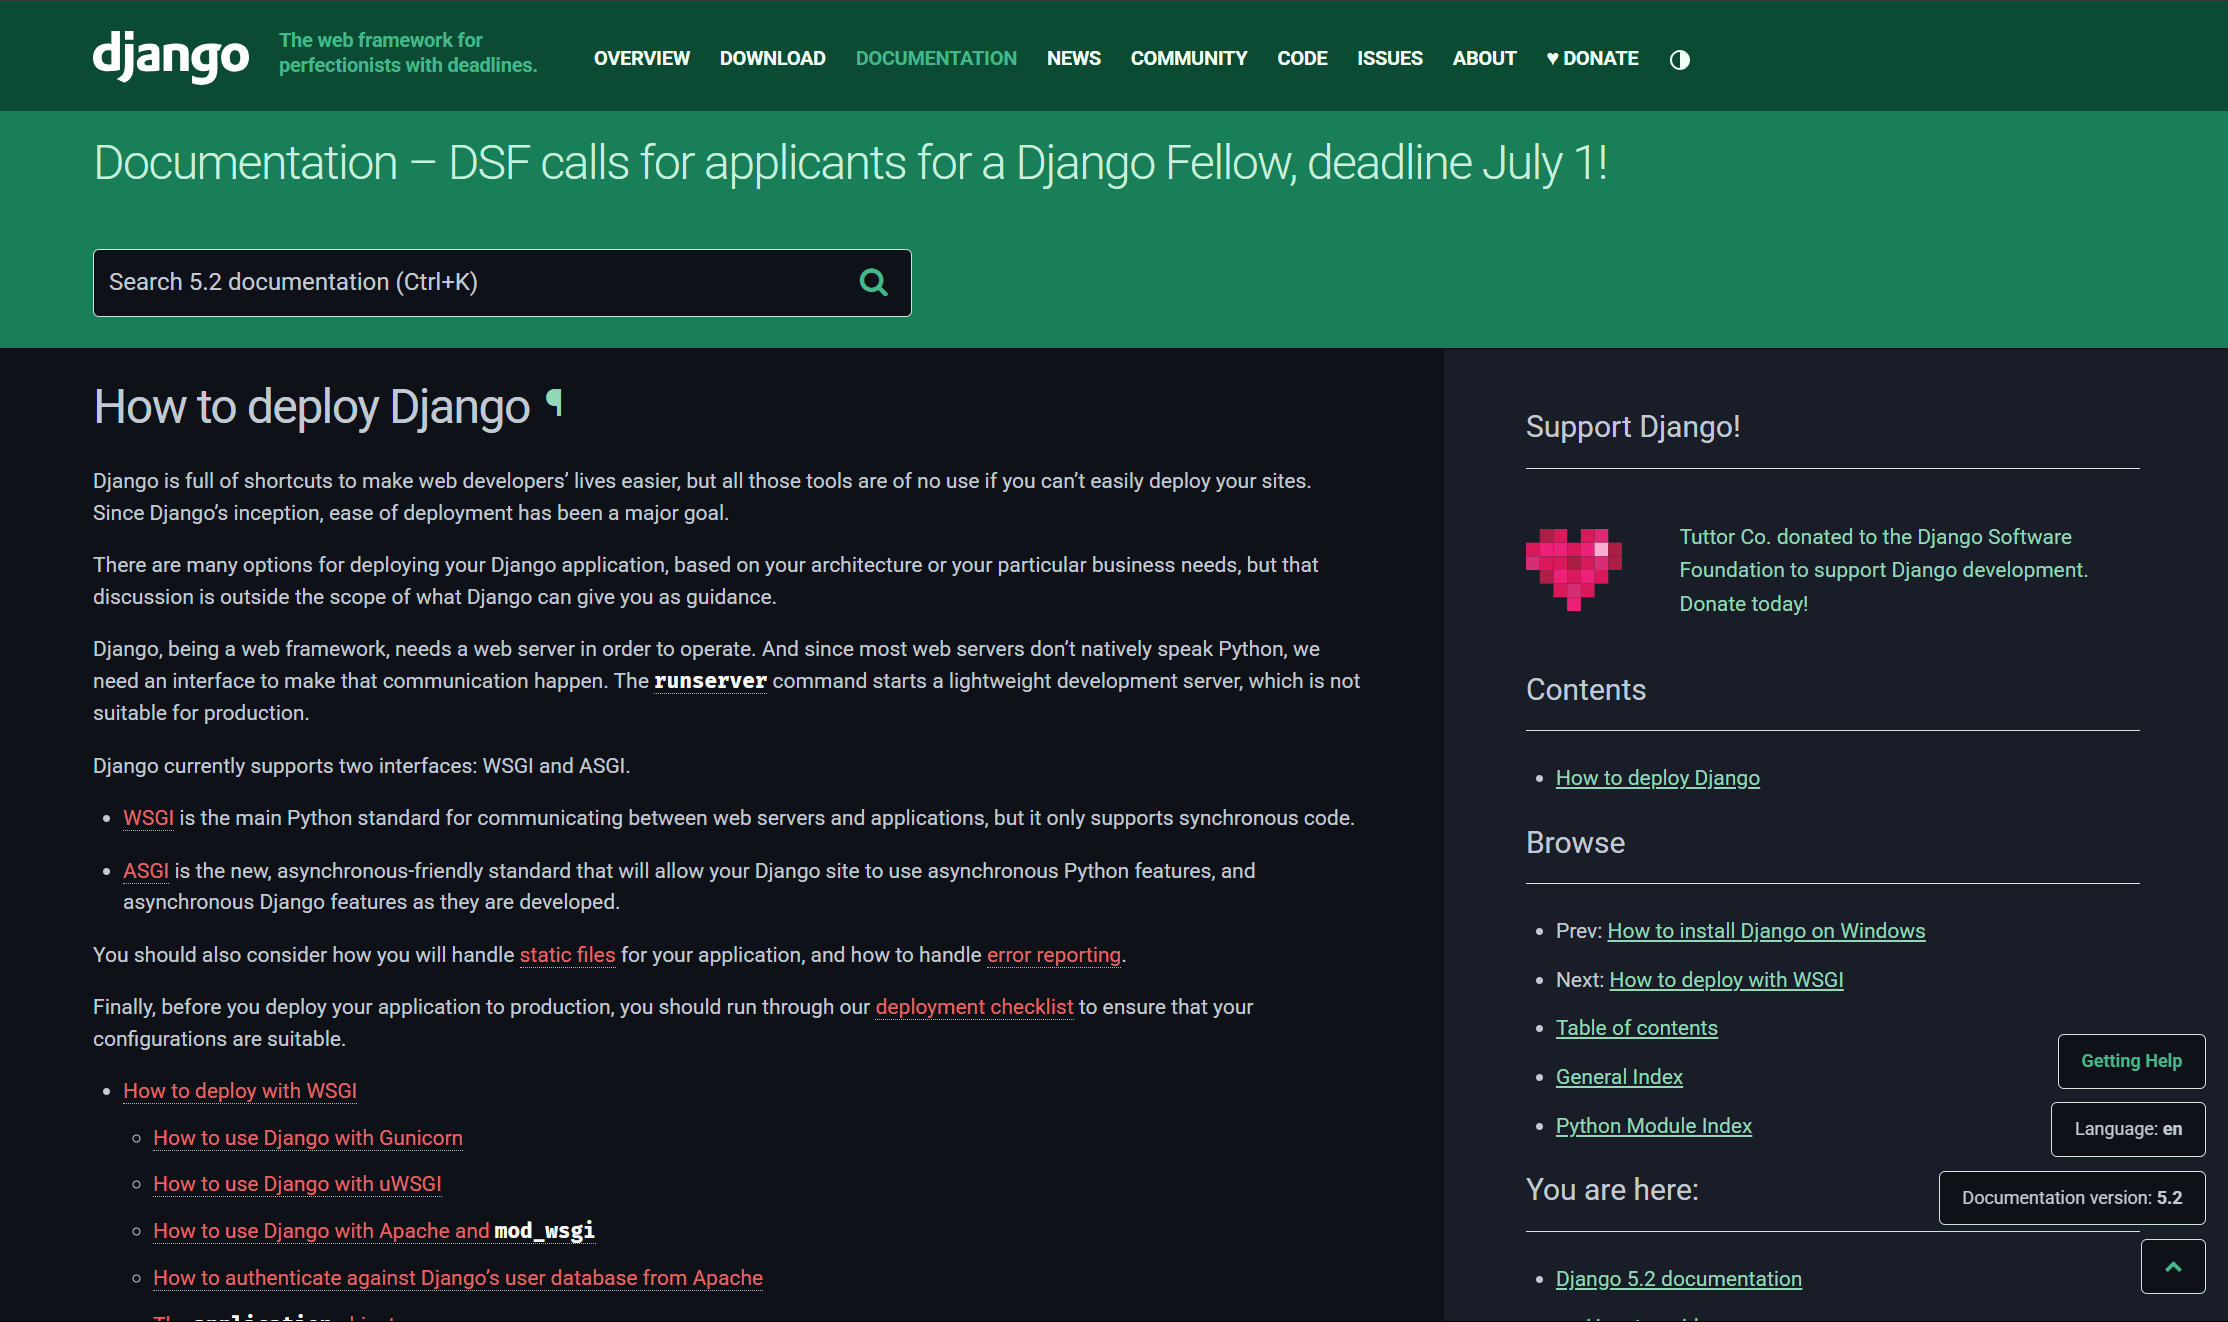 django
The web framework for
perfectionists with deadlines.
OVERVIEW DOWNLOAD DOCUMENTATION NEWS COMMUNITY CODE ISSUES ABOUT ♥ DONATE
Documentation – DSF calls for applicants for a Django Fellow, deadline July 1!
Search 5.2 documentation (Ctrl+K)
How to deploy Django ¶
Django is full of shortcuts to make web developers’ lives easier, but all those tools are of no use if you can’t easily deploy your sites.
Since Django’s inception, ease of deployment has been a major goal.
There are many options for deploying your Django application, based on your architecture or your particular business needs, but that
discussion is outside the scope of what Django can give you as guidance.
Django, being a web framework, needs a web server in order to operate. And since most web servers don’t natively speak Python, we
need an interface to make that communication happen. The runserver command starts a lightweight development server, which is not
suitable for production.
Django currently supports two interfaces: WSGI and ASGI.
• WSGI is the main Python standard for communicating between web servers and applications, but it only supports synchronous code.
• ASGI is the new, asynchronous-friendly standard that will allow your Django site to use asynchronous Python features, and
asynchronous Django features as they are developed.
You should also consider how you will handle static files for your application, and how to handle error reporting.
Finally, before you deploy your application to production, you should run through our deployment checklist to ensure that your
configurations are suitable.
• How to deploy with WSGI
◦ How to use Django with Gunicorn
◦ How to use Django with uWSGI
◦ How to use Django with Apache and mod_wsgi
◦ How to authenticate against Django’s user database from Apache
Support Django!
Tuttor Co. donated to the Django Software
Foundation to support Django development.
Donate today!
Contents
• How to deploy Django
Browse
• Prev: How to install Django on Windows
• Next: How to deploy with WSGI
• Table of contents
• General Index
• Python Module Index
You are here:
• Django 5.2 documentation
Getting Help
Language: en
Documentation version: 5.2